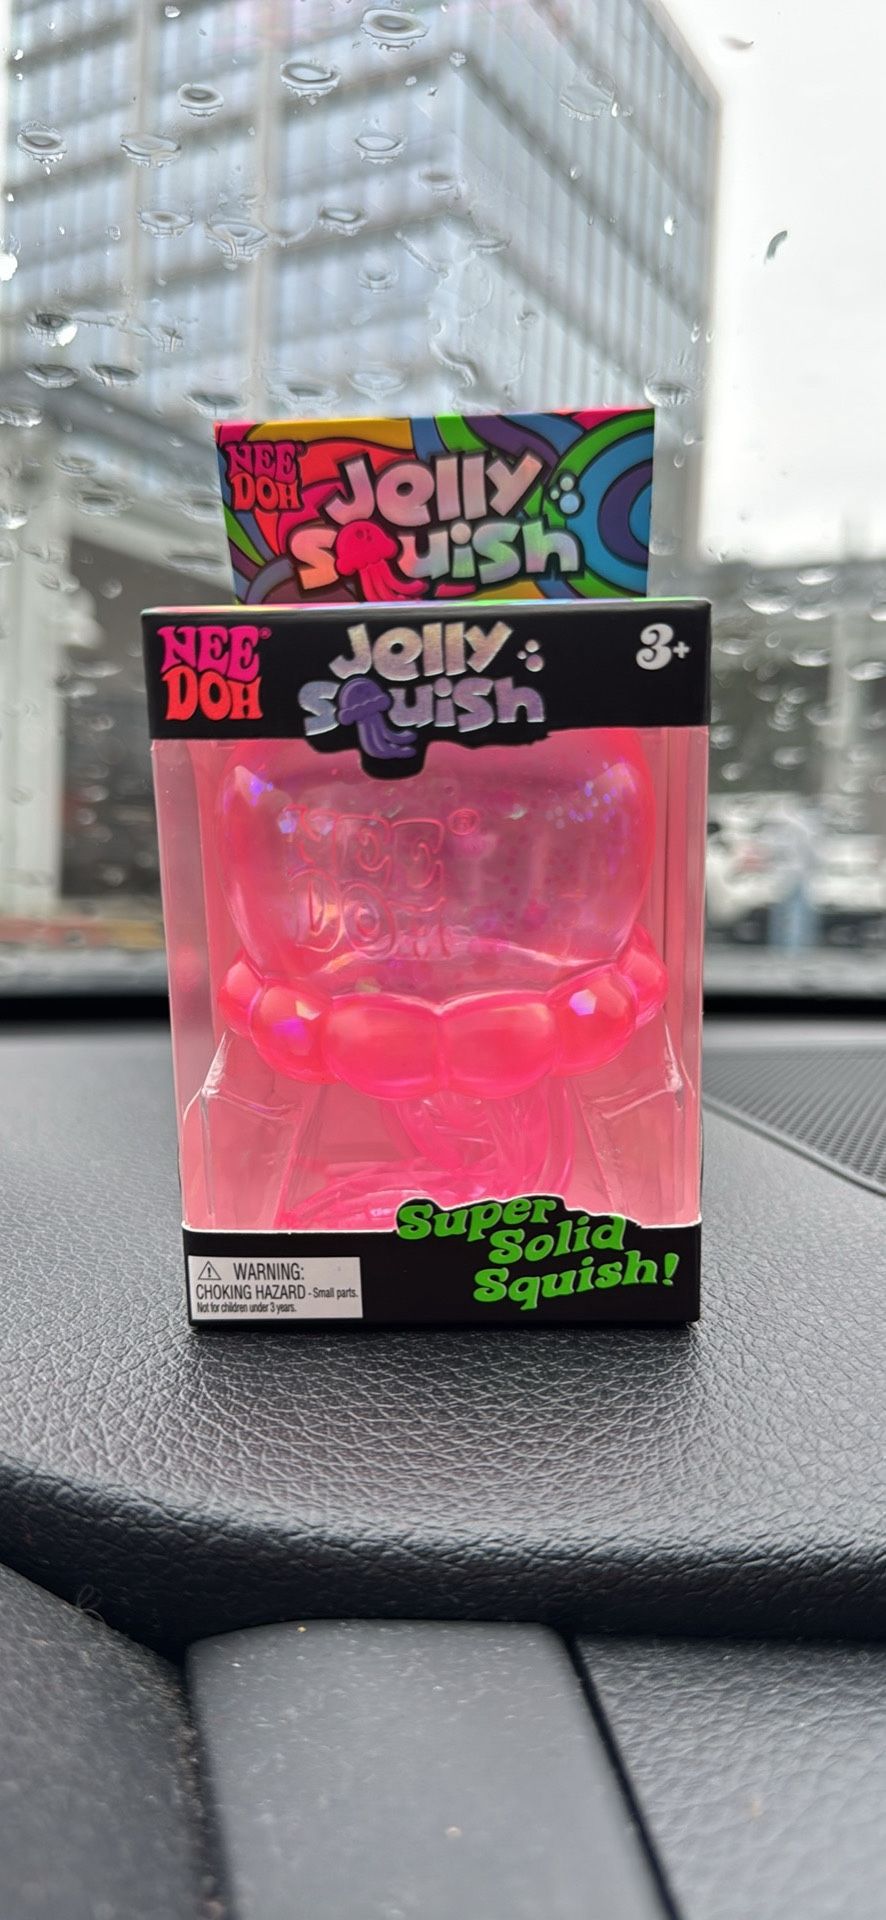 NEE
DOH
Jelly
Squish
NEE®
DOH
Jelly
Squish
3+
NEE®
DOH
Super
Solid
Squish!
WARNING:
CHOKING HAZARD - Small parts.
Not for children under 3 years.